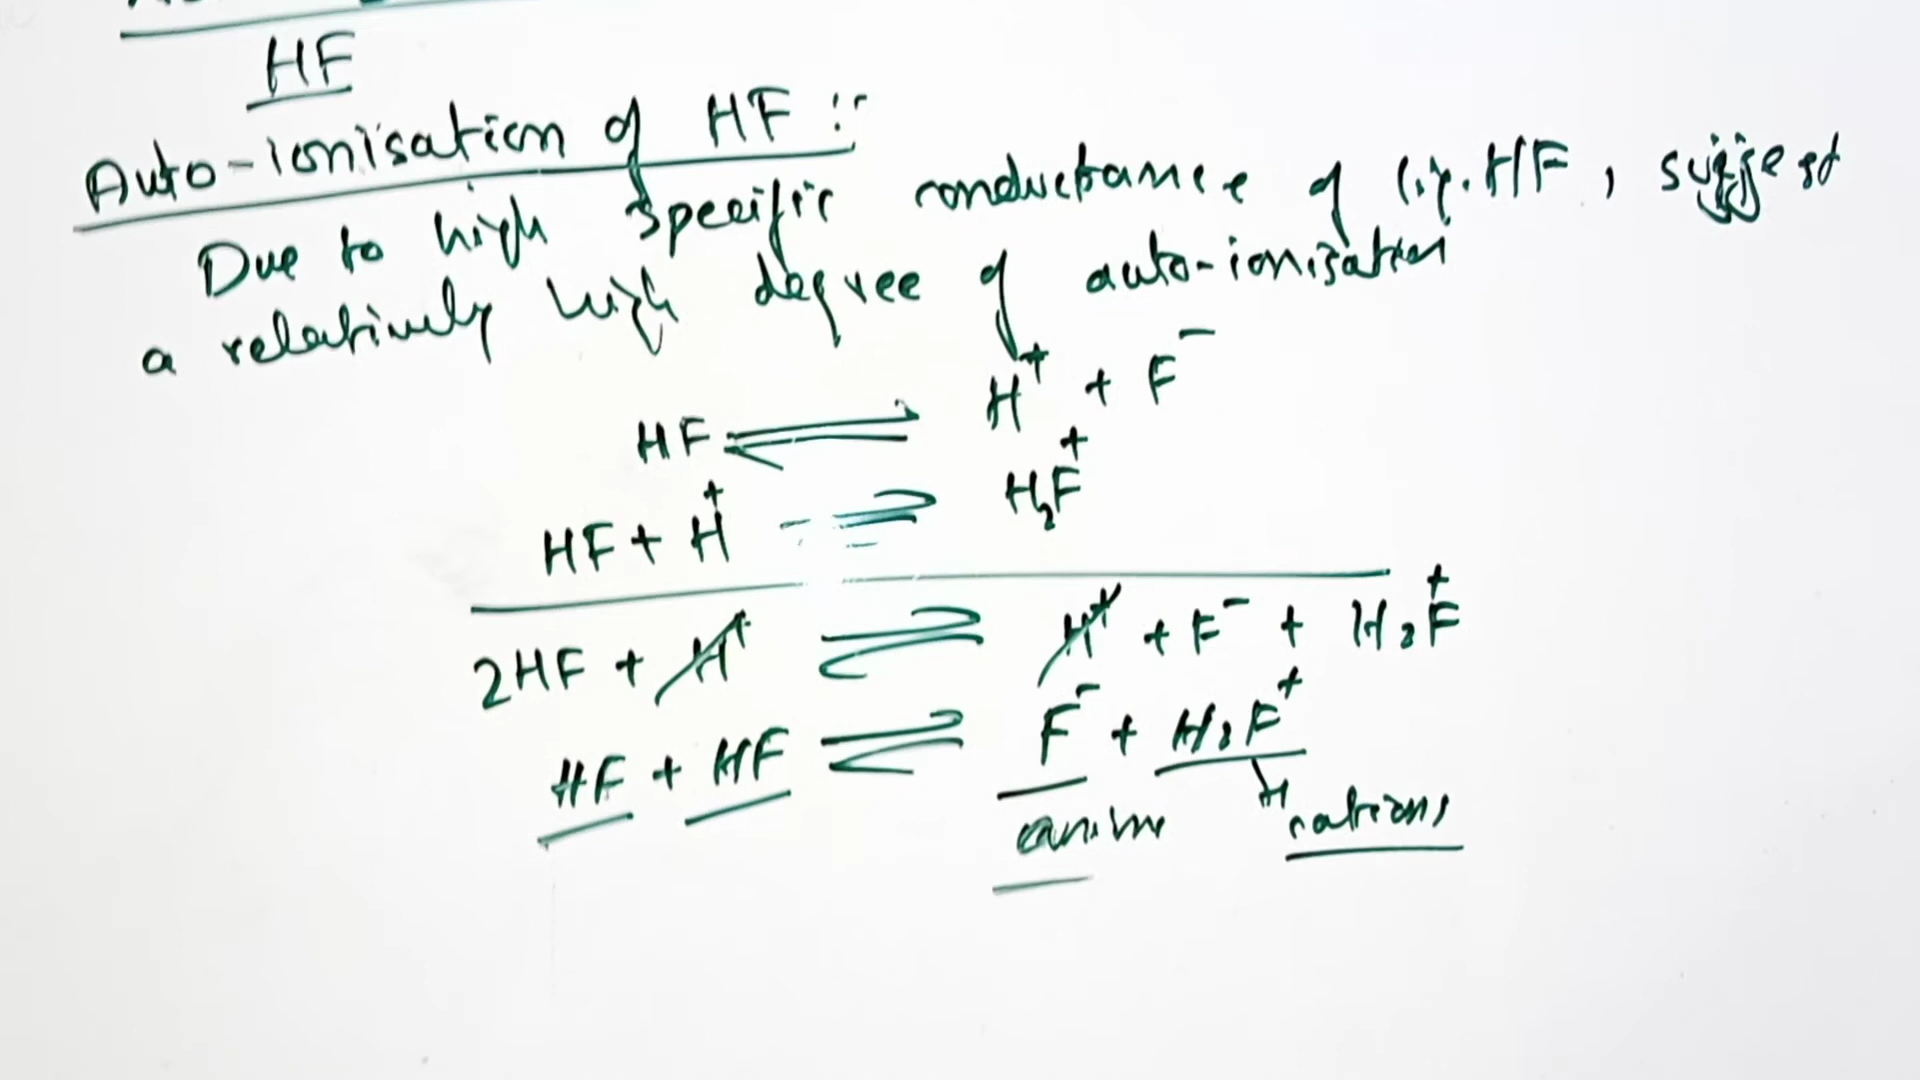 HF
Auto-ionisation of HF :-
Due to high specific conductance of liq. HF, suggest
a relatively high degree of auto-ionisation
HF ⇌ H⁺ + F⁻
HF + H⁺ ⇌ H₂F⁺
2HF + H⁺ ⇌ H⁺ + F⁻ + H₂F⁺
HF + HF ⇌ F⁻ + H₂F⁺
anion cations